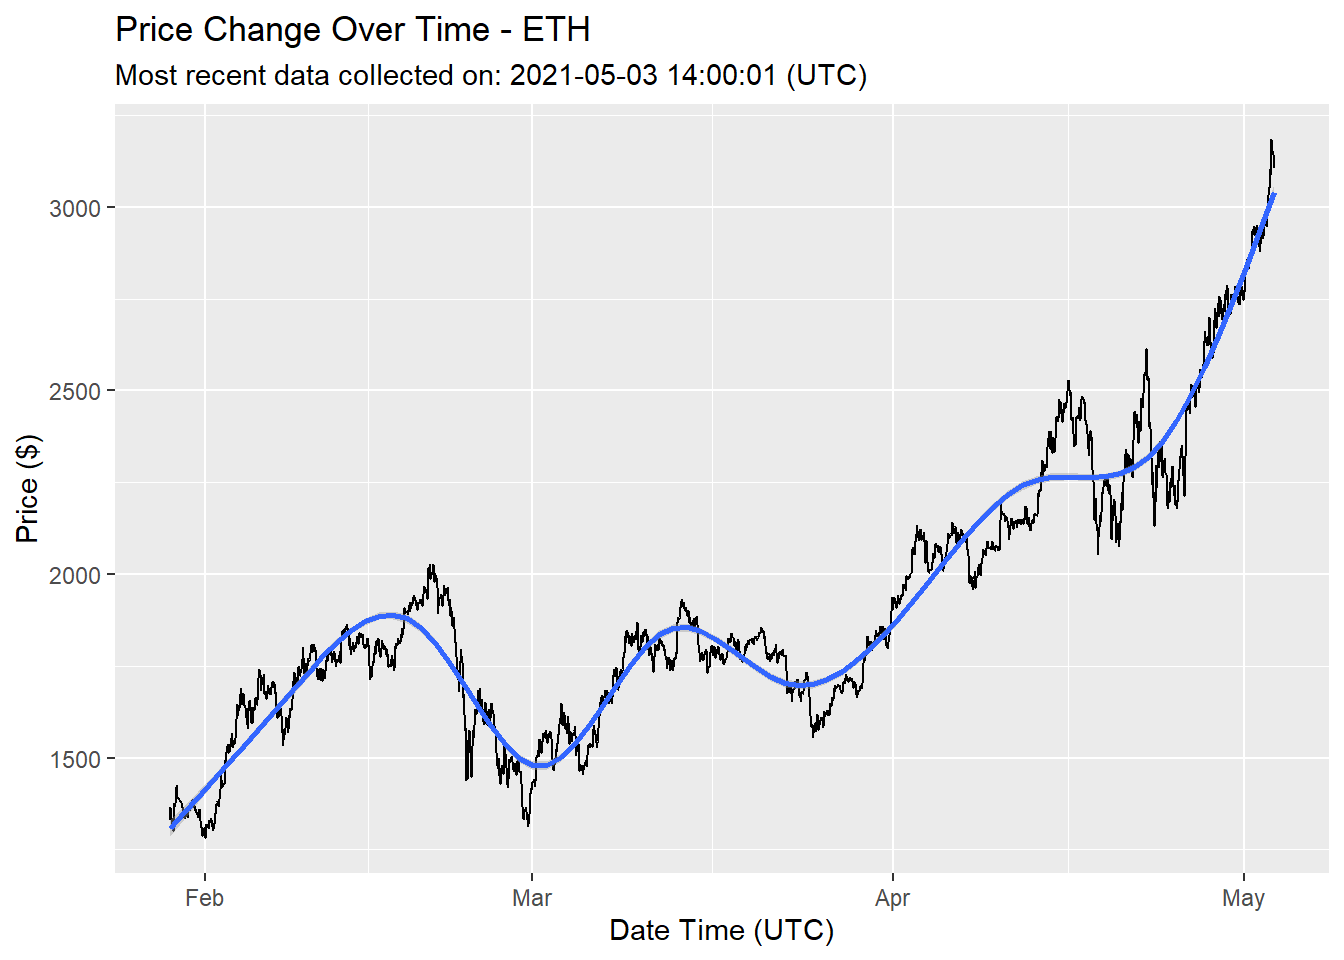 Price Change Over Time - ETH
Most recent data collected on: 2021-05-03 14:00:01 (UTC)
Price ($)
3000
2500
2000
1500
Feb
Mar
Apr
May
Date Time (UTC)